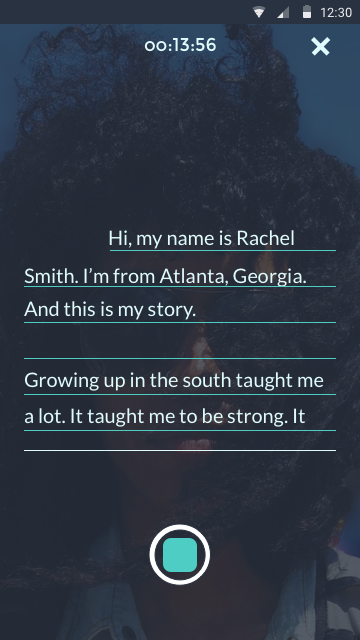 12:30
00:13:56
Hi, my name is Rachel
Smith. I’m from Atlanta, Georgia.
And this is my story.
Growing up in the south taught me
a lot. It taught me to be strong. It